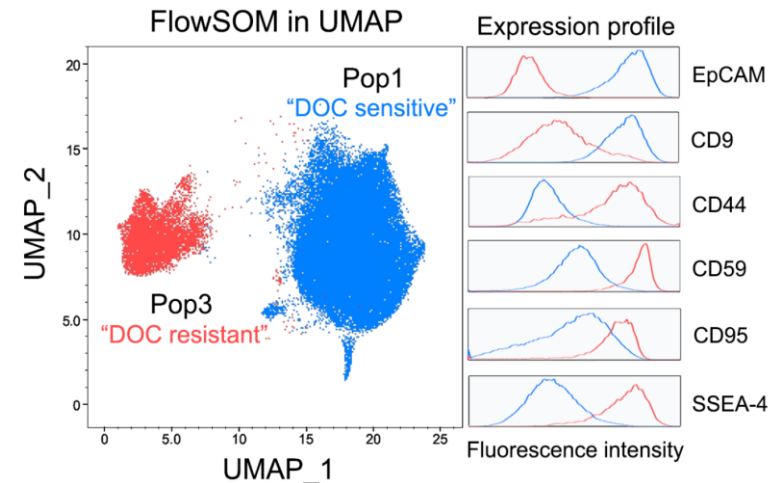 FlowSOM in UMAP
Expression profile
20
15
10
5.0
0
UMAP_2
Pop1
“DOC sensitive”
Pop3
“DOC resistant”
0 5.0 10 15 20 25
UMAP_1
EpCAM
CD9
CD44
CD59
CD95
SSEA-4
Fluorescence intensity